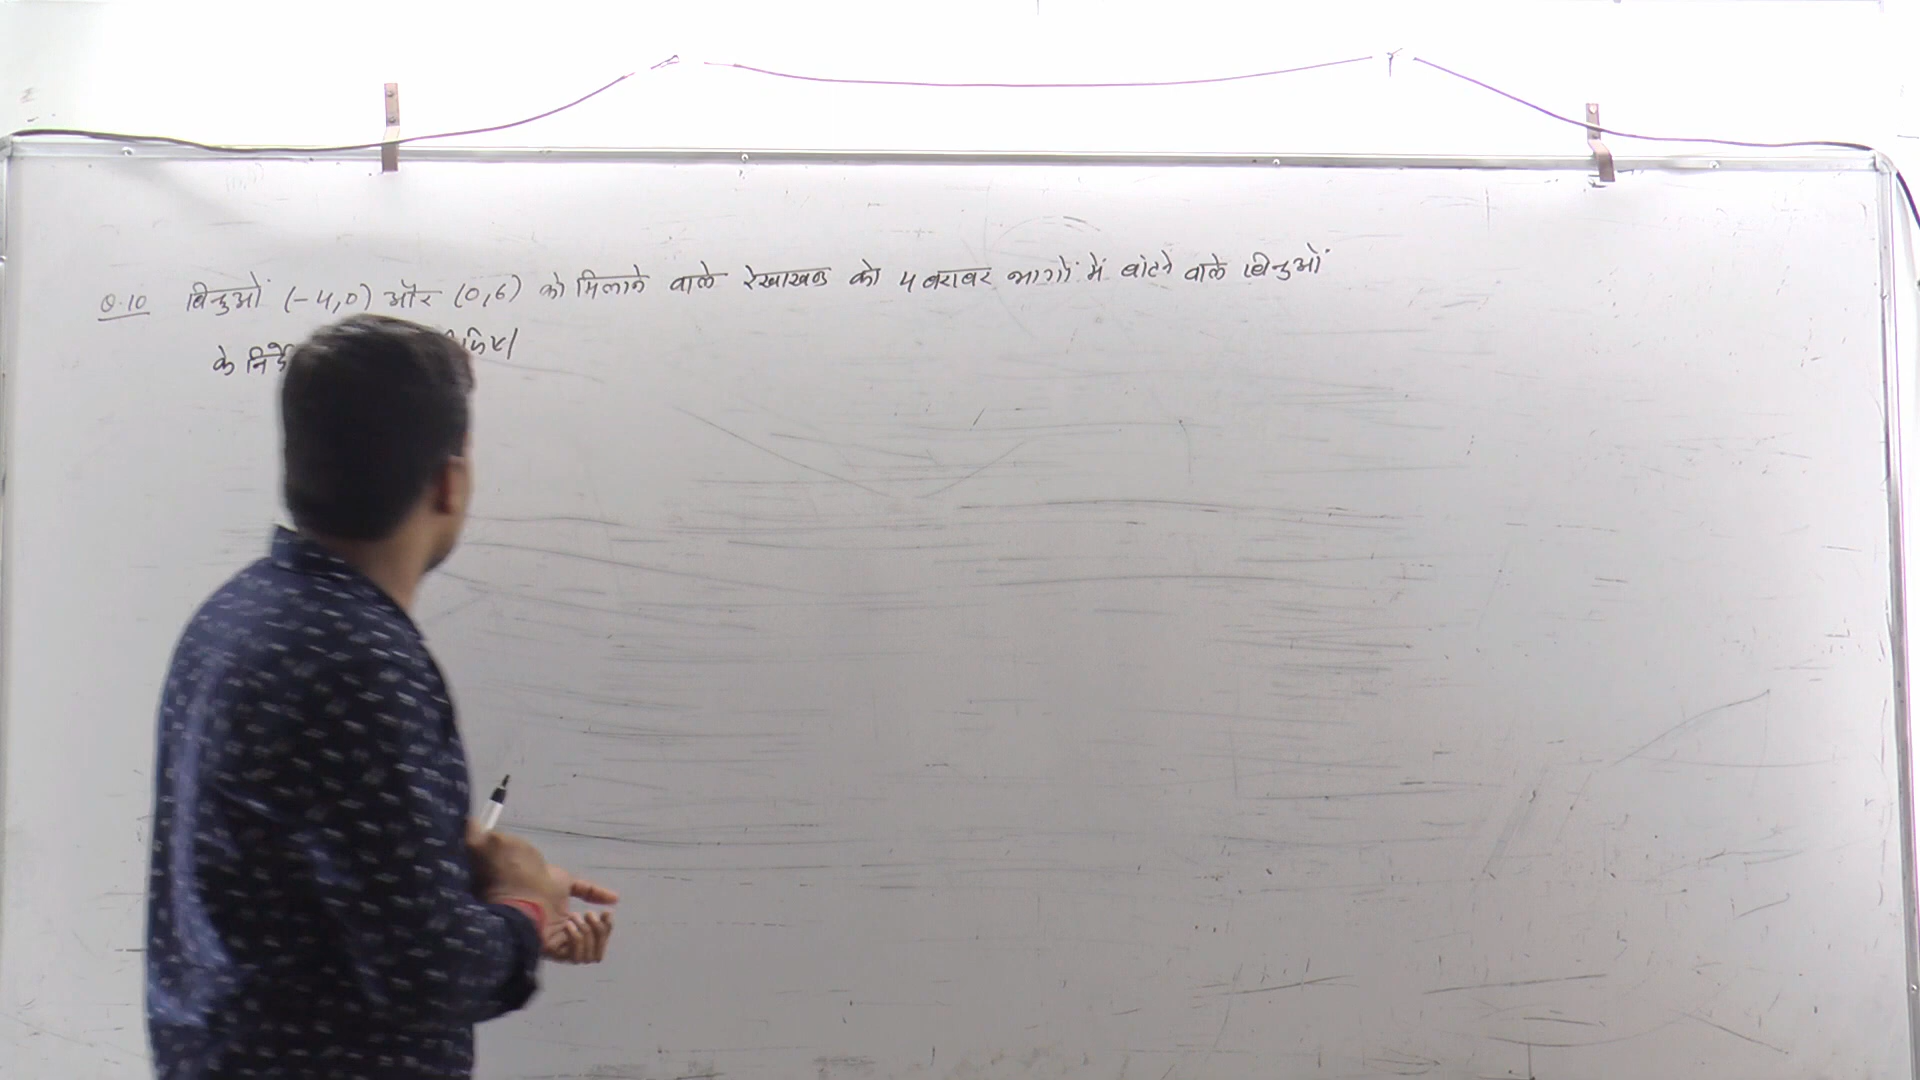 Q.10 बिन्दुओं (-4,0) और (0,6) को मिलाने वाले रेखाखण्ड को 4 बराबर भागों में बांटने वाले बिन्दुओं
के